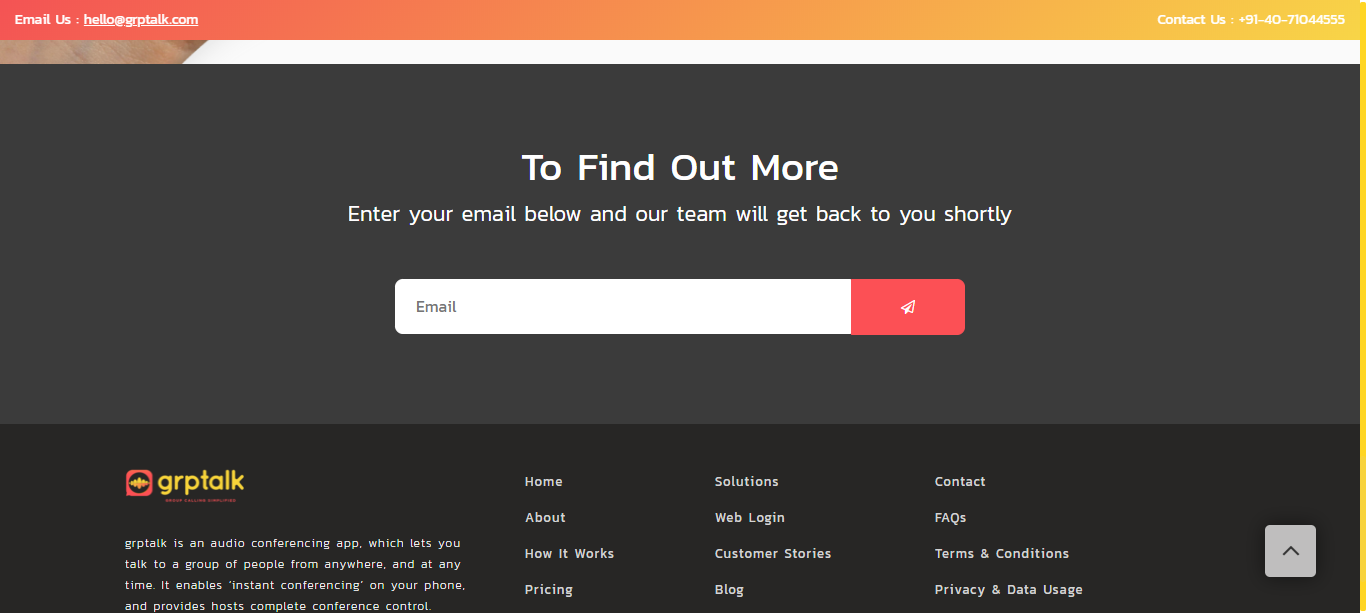 Email Us : hello@grptalk.com
Contact Us : +91-40-71044555
To Find Out More
Enter your email below and our team will get back to you shortly
Email
grptalk
GROUP CALLING SIMPLIFIED
grptalk is an audio conferencing app, which lets you
talk to a group of people from anywhere, and at any
time. It enables ‘instant conferencing’ on your phone,
and provides hosts complete conference control.
Home
About
How It Works
Pricing
Solutions
Web Login
Customer Stories
Blog
Contact
FAQs
Terms & Conditions
Privacy & Data Usage